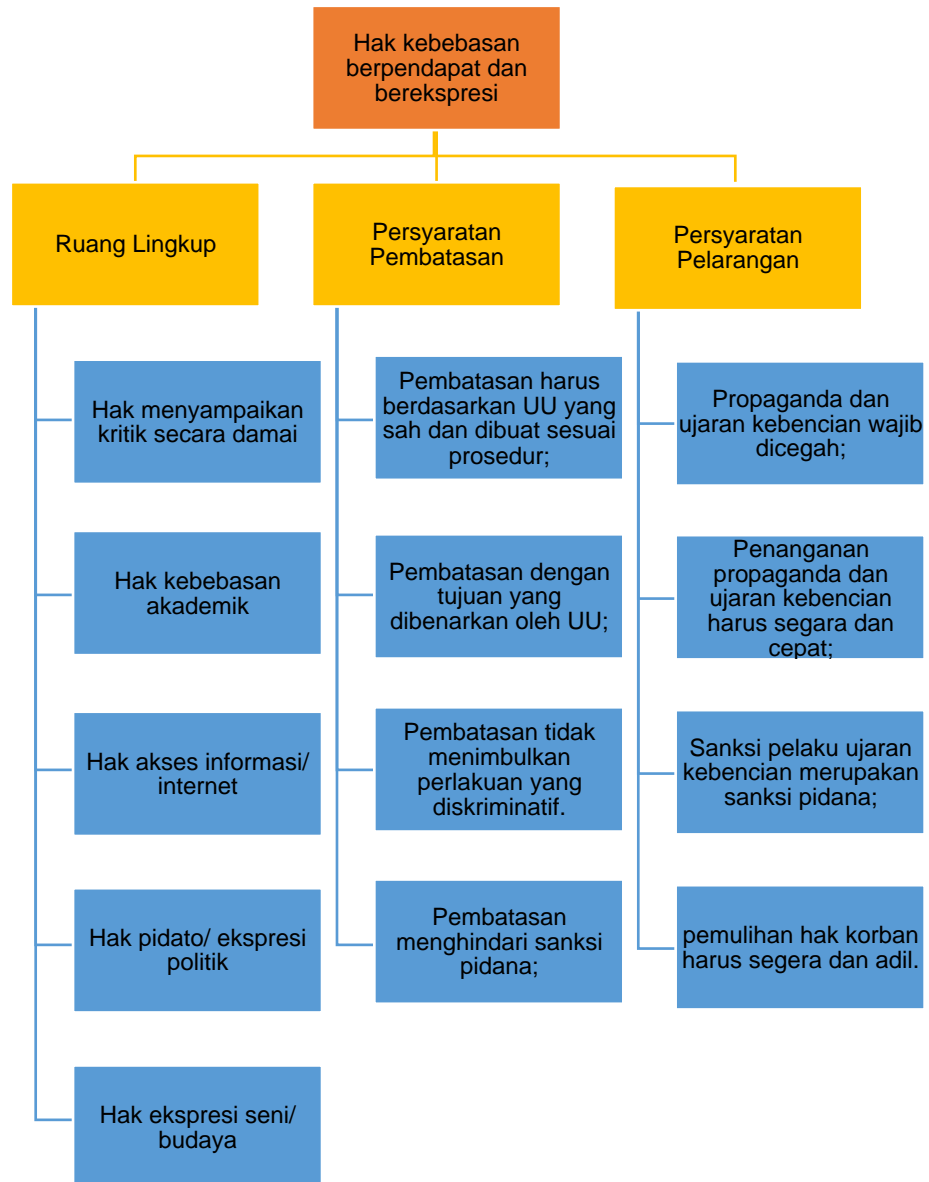 Hak kebebasan
berpendapat dan
berekspresi
Ruang Lingkup
Persyaratan
Pembatasan
Persyaratan
Pelarangan
Hak menyampaikan
kritik secara damai
Hak kebebasan
akademik
Hak akses informasi/
internet
Hak pidato/ ekspresi
politik
Hak ekspresi seni/
budaya
Pembatasan harus
berdasarkan UU yang
sah dan dibuat sesuai
prosedur;
Pembatasan dengan
tujuan yang
dibenarkan oleh UU;
Pembatasan tidak
menimbulkan
perlakuan yang
diskriminatif.
Pembatasan
menghindari sanksi
pidana;
Propaganda dan
ujaran kebencian wajib
dicegah;
Penanganan
propaganda dan
ujaran kebencian
harus segara dan
cepat;
Sanksi pelaku ujaran
kebencian merupakan
sanksi pidana;
pemulihan hak korban
harus segera dan adil.